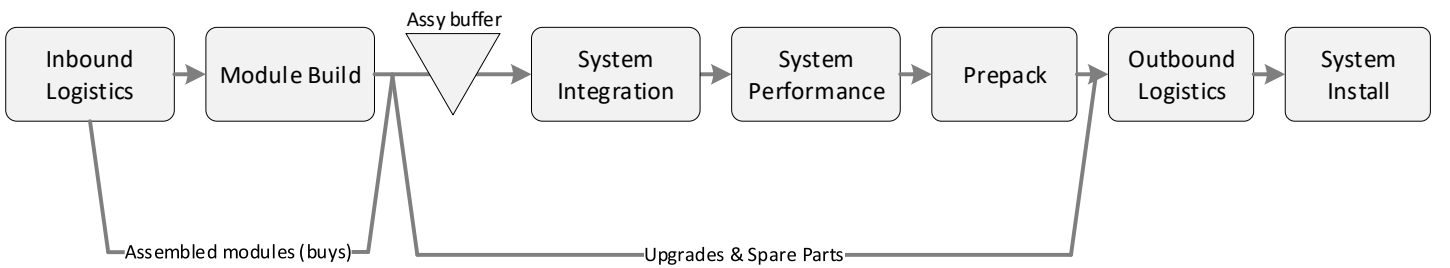 Assy buffer
Inbound
Logistics
Module Build
System
Integration
System
Performance
Prepack
Outbound
Logistics
System
Install
Assembled modules (buys)
Upgrades & Spare Parts